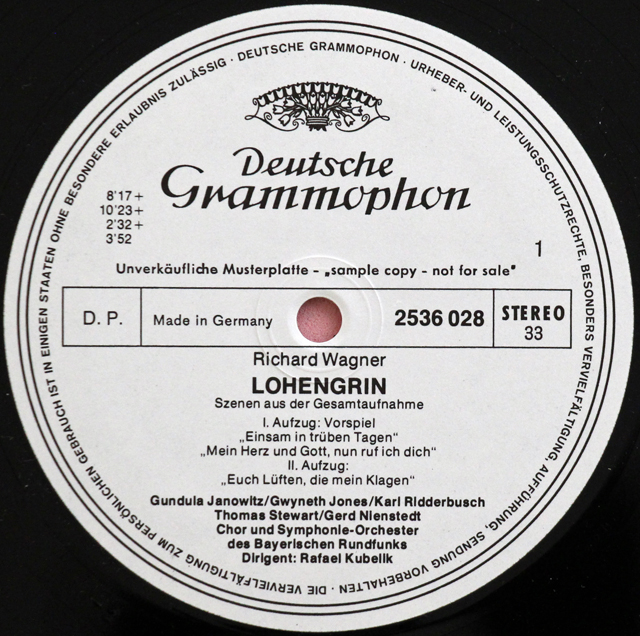 DIE VERVIELFÄLTIGUNG ZUM PERSÖNLICHEN GEBRAUCH IST IN EINIGEN STAATEN OHNE BESONDERE ERLAUBNIS ZULÄSSIG · DEUTSCHE GRAMMOPHON · URHEBER- UND LEISTUNGSSCHUTZRECHTE, BESONDERS VERVIELFÄLTIGUNG, AUFFÜHRUNG, SENDUNG VORBEHALTEN ·
Deutsche
Grammophon
8'17+
10'23+
2'32+
3'52
1
Unverkäufliche Musterplatte - „sample copy - not for sale"
D. P. Made in Germany 2536 028 STEREO
33
Richard Wagner
LOHENGRIN
Szenen aus der Gesamtaufnahme
I. Aufzug: Vorspiel
„Einsam in trüben Tagen“
„Mein Herz und Gott, nun ruf ich dich“
II. Aufzug:
„Euch Lüften, die mein Klagen“
Gundula Janowitz/Gwyneth Jones/Karl Ridderbusch
Thomas Stewart/Gerd Nienstedt
Chor und Symphonie-Orchester
des Bayerischen Rundfunks
Dirigent: Rafael Kubelik